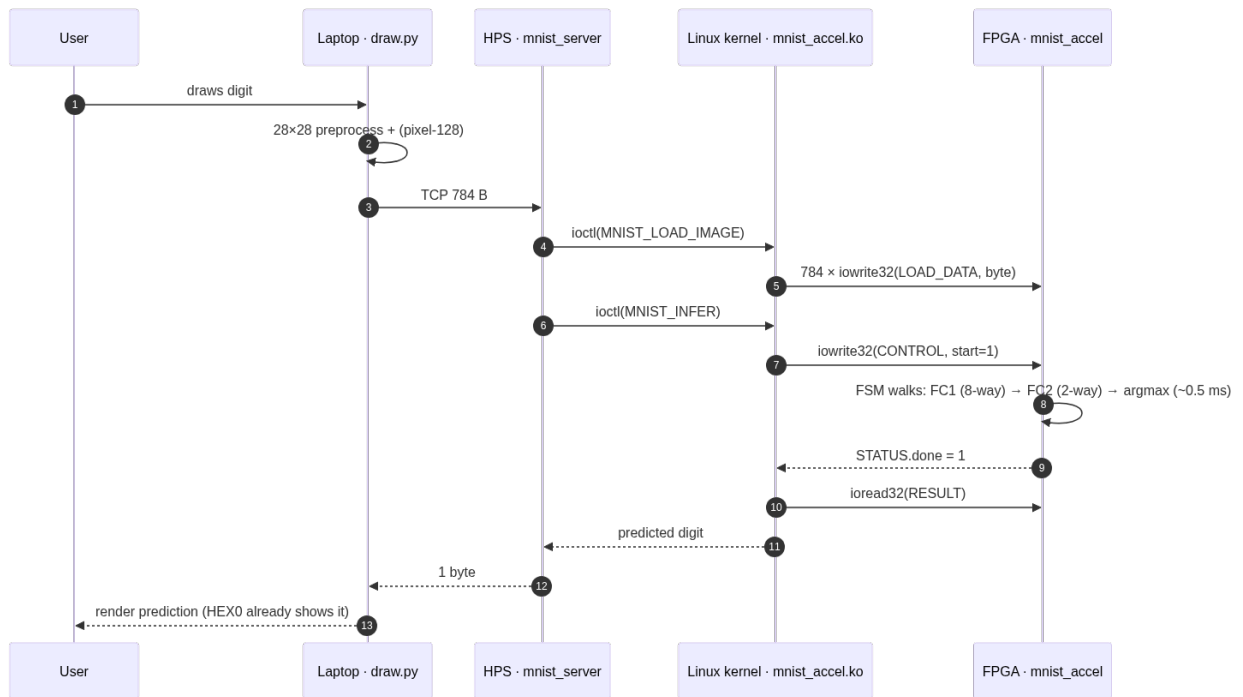 User
Laptop · draw.py
HPS · mnist_server
Linux kernel · mnist_accel.ko
FPGA · mnist_accel
1
draws digit
28×28 preprocess + (pixel-128)
2
3
TCP 784 B
4
ioctl(MNIST_LOAD_IMAGE)
5
784 × iowrite32(LOAD_DATA, byte)
6
ioctl(MNIST_INFER)
7
iowrite32(CONTROL, start=1)
FSM walks: FC1 (8-way) → FC2 (2-way) → argmax (~0.5 ms)
8
STATUS.done = 1
9
10
ioread32(RESULT)
predicted digit
11
1 byte
12
render prediction (HEX0 already shows it)
13
User
Laptop · draw.py
HPS · mnist_server
Linux kernel · mnist_accel.ko
FPGA · mnist_accel